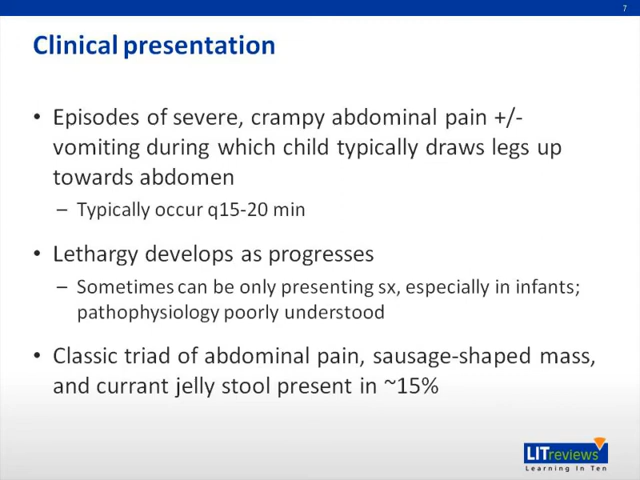 7
Clinical presentation
• Episodes of severe, crampy abdominal pain +/-
vomiting during which child typically draws legs up
towards abdomen
– Typically occur q15-20 min
• Lethargy develops as progresses
– Sometimes can be only presenting sx, especially in infants;
pathophysiology poorly understood
• Classic triad of abdominal pain, sausage-shaped mass,
and currant jelly stool present in ~15%
LITreviews
Learning In Ten